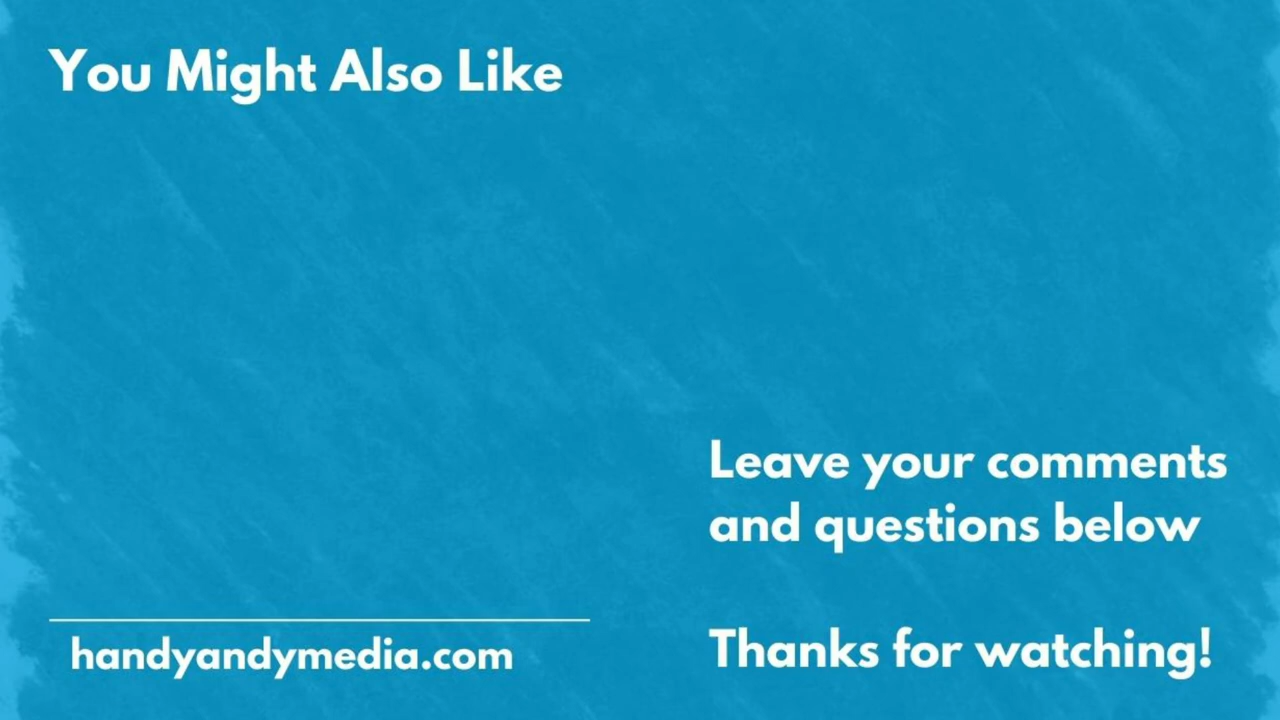 You Might Also Like
Leave your comments
and questions below
handyandymedia.com
Thanks for watching!